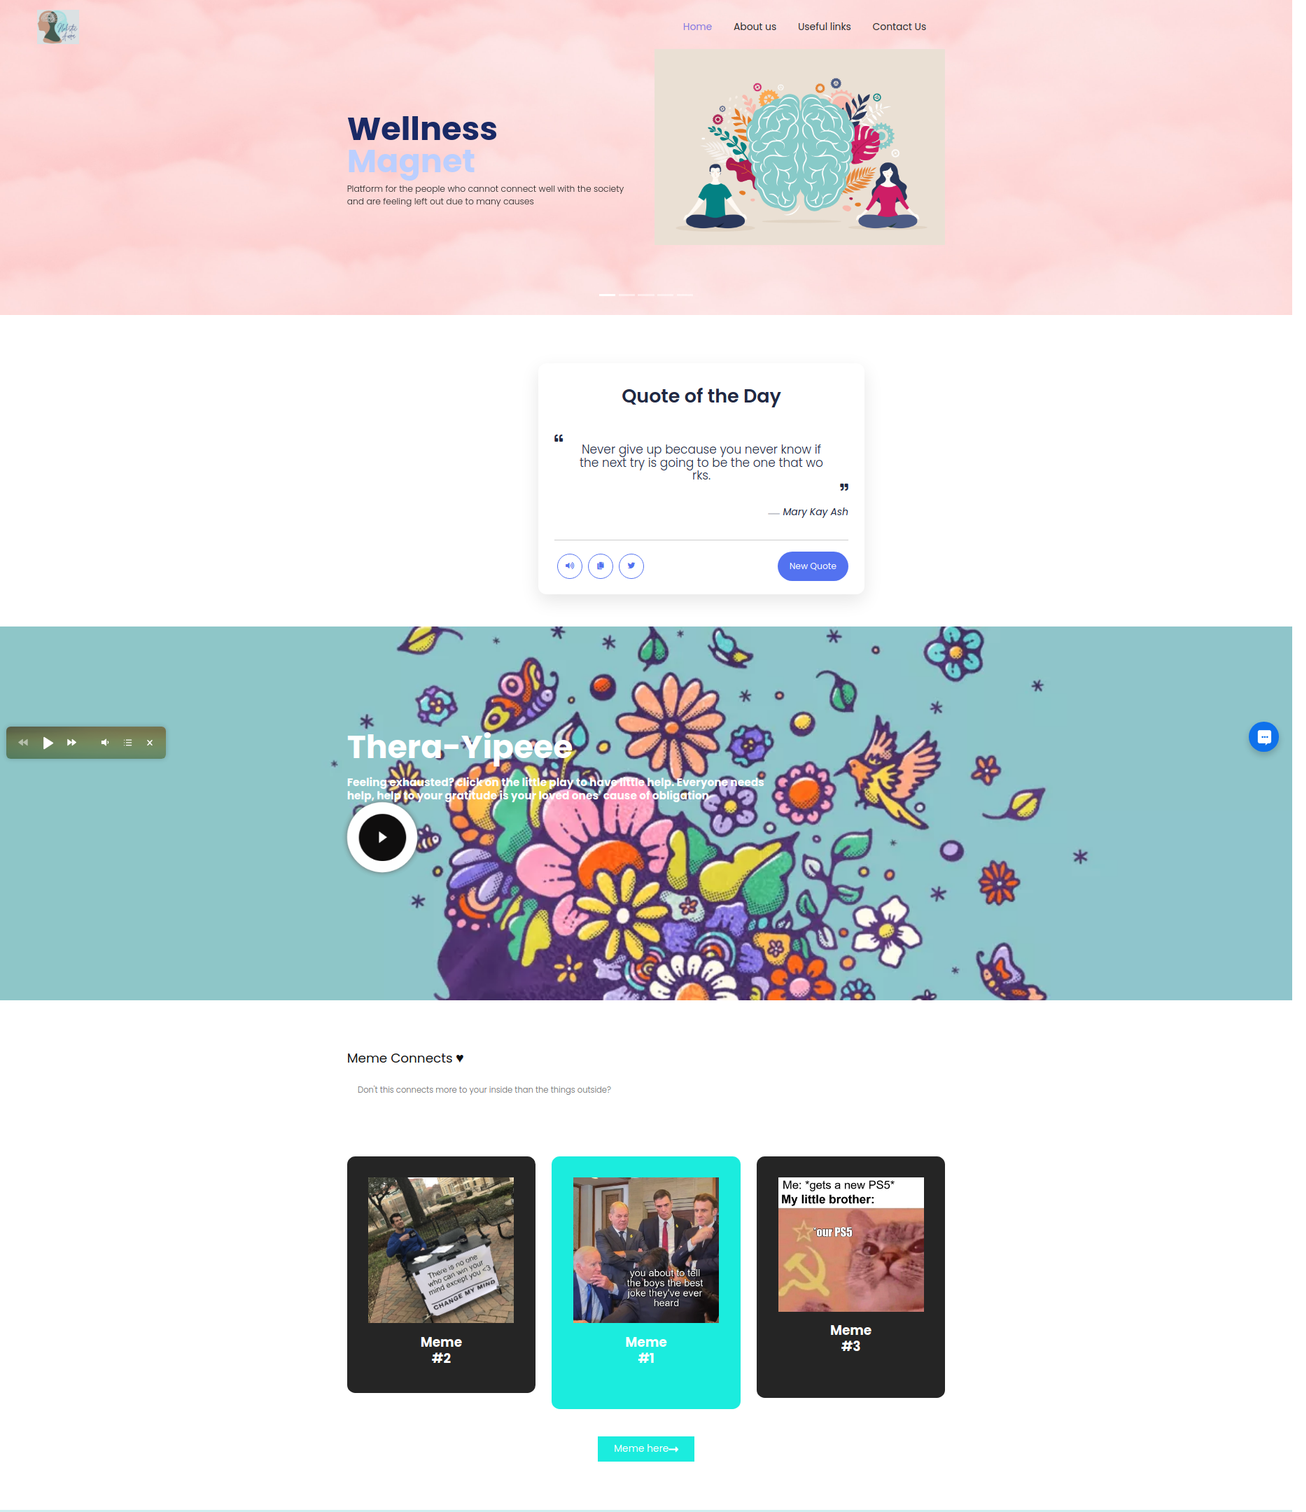 Home About us Useful links Contact Us
Wellness
Magnet
Platform for the people who cannot connect well with the society
and are feeling left out due to many causes
Quote of the Day
“
Never give up because you never know if
the next try is going to be the one that wo
rks.
”
— Mary Kay Ash
New Quote
Thera-Yipeee
Feeling exhausted? Click on the little play to have little help. Everyone needs
help, help to your gratitude is your loved ones' cause of obligation
Meme Connects ♥
Don't this connects more to your inside than the things outside?
There is no one
who can win your
mind except you <3
CHANGE MY MIND
Meme
#2
you about to tell
the boys the best
joke they've ever
heard
Meme
#1
Me: *gets a new PS5*
My little brother:
*our PS5
Meme
#3
Meme here→